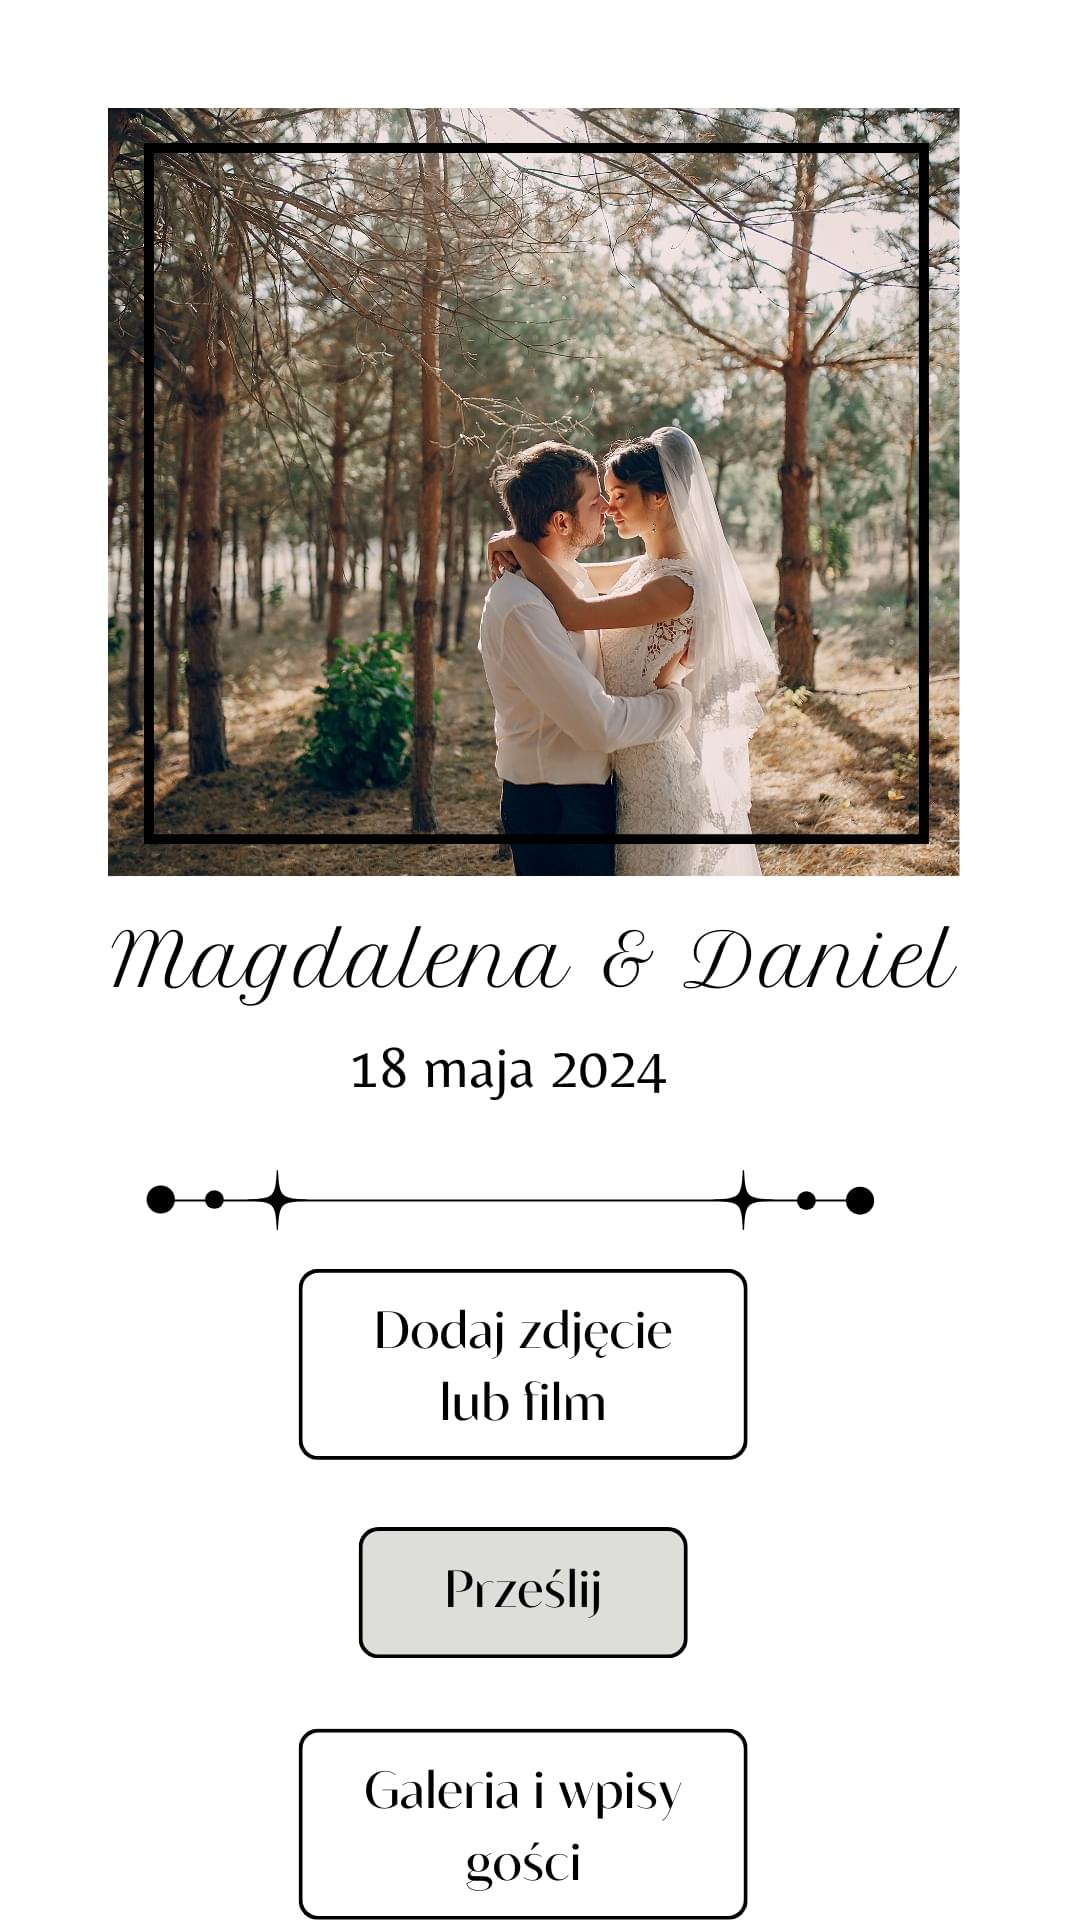 Magdalena & Daniel
18 maja 2024
Dodaj zdjęcie
lub film
Prześlij
Galeria i wpisy
gości